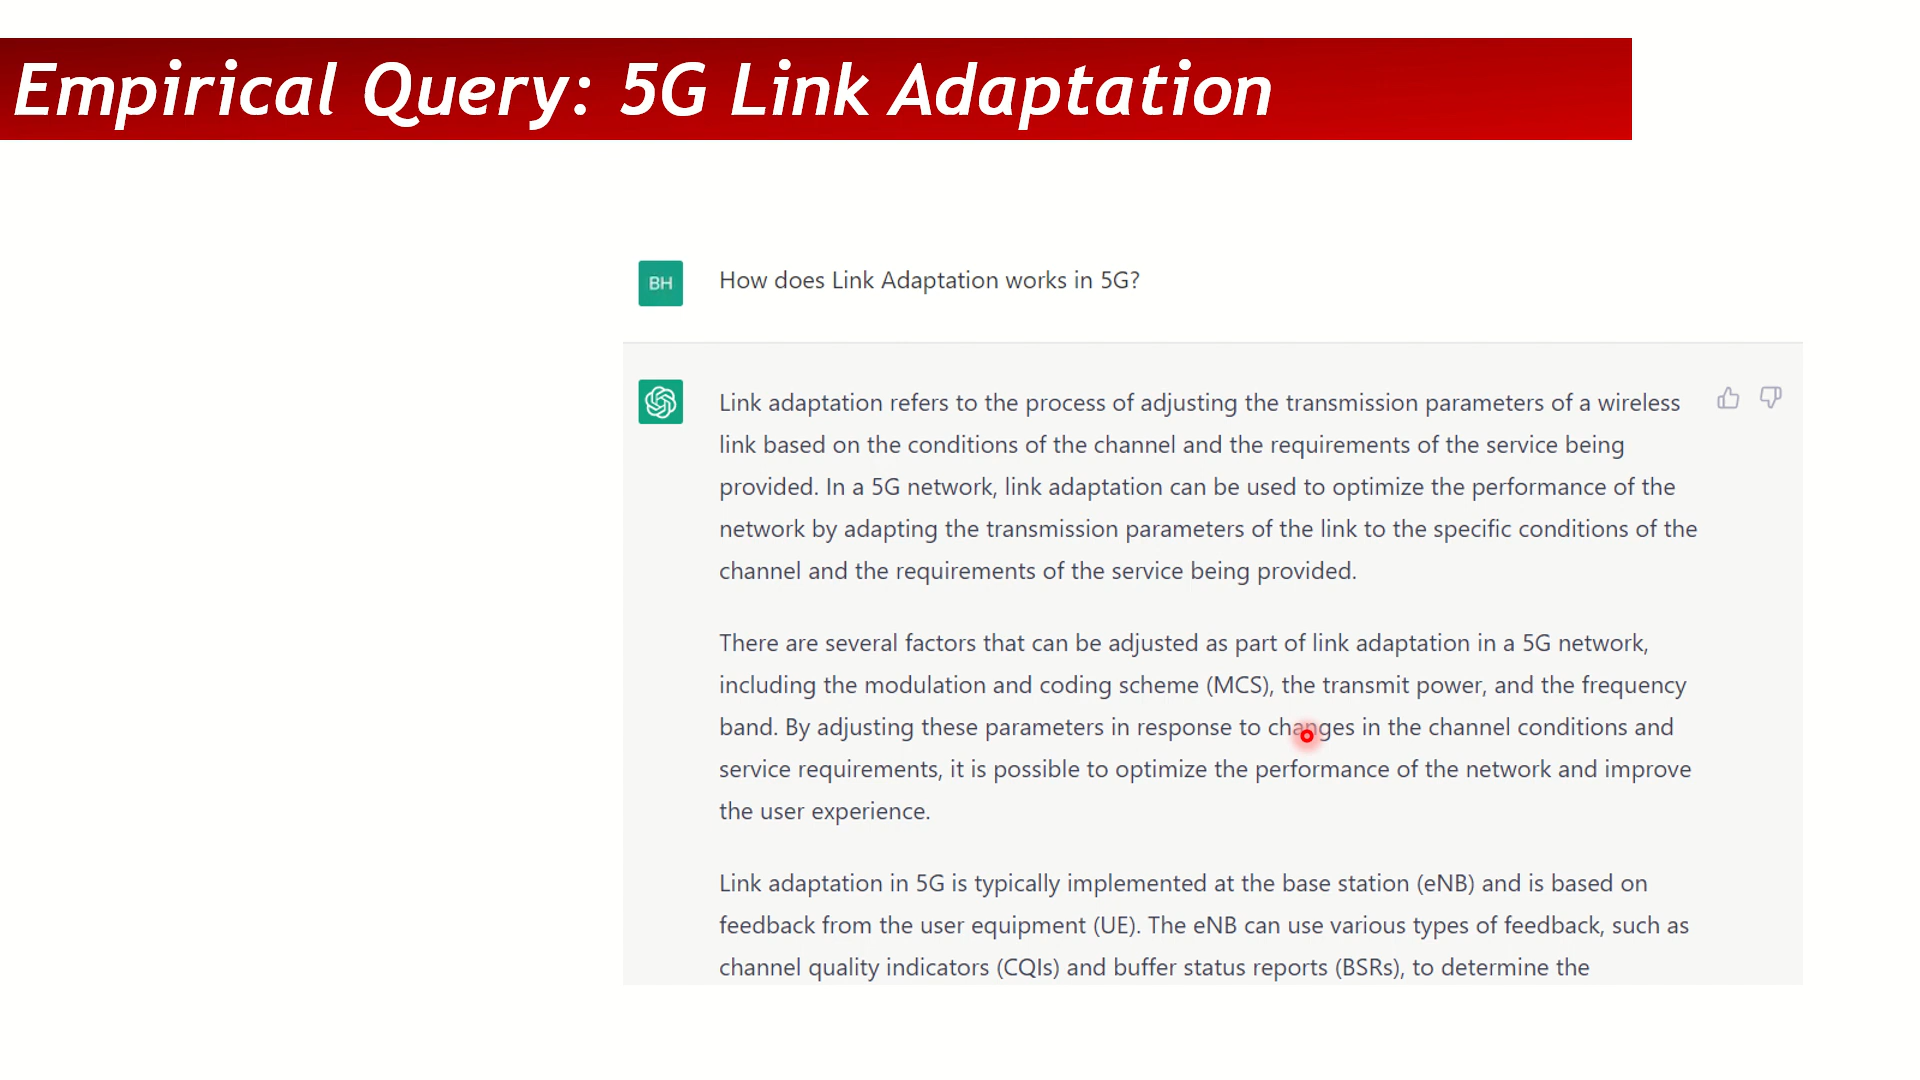 Empirical Query: 5G Link Adaptation
BH
How does Link Adaptation works in 5G?
Link adaptation refers to the process of adjusting the transmission parameters of a wireless
link based on the conditions of the channel and the requirements of the service being
provided. In a 5G network, link adaptation can be used to optimize the performance of the
network by adapting the transmission parameters of the link to the specific conditions of the
channel and the requirements of the service being provided.
There are several factors that can be adjusted as part of link adaptation in a 5G network,
including the modulation and coding scheme (MCS), the transmit power, and the frequency
band. By adjusting these parameters in response to changes in the channel conditions and
service requirements, it is possible to optimize the performance of the network and improve
the user experience.
Link adaptation in 5G is typically implemented at the base station (eNB) and is based on
feedback from the user equipment (UE). The eNB can use various types of feedback, such as
channel quality indicators (CQIs) and buffer status reports (BSRs), to determine the